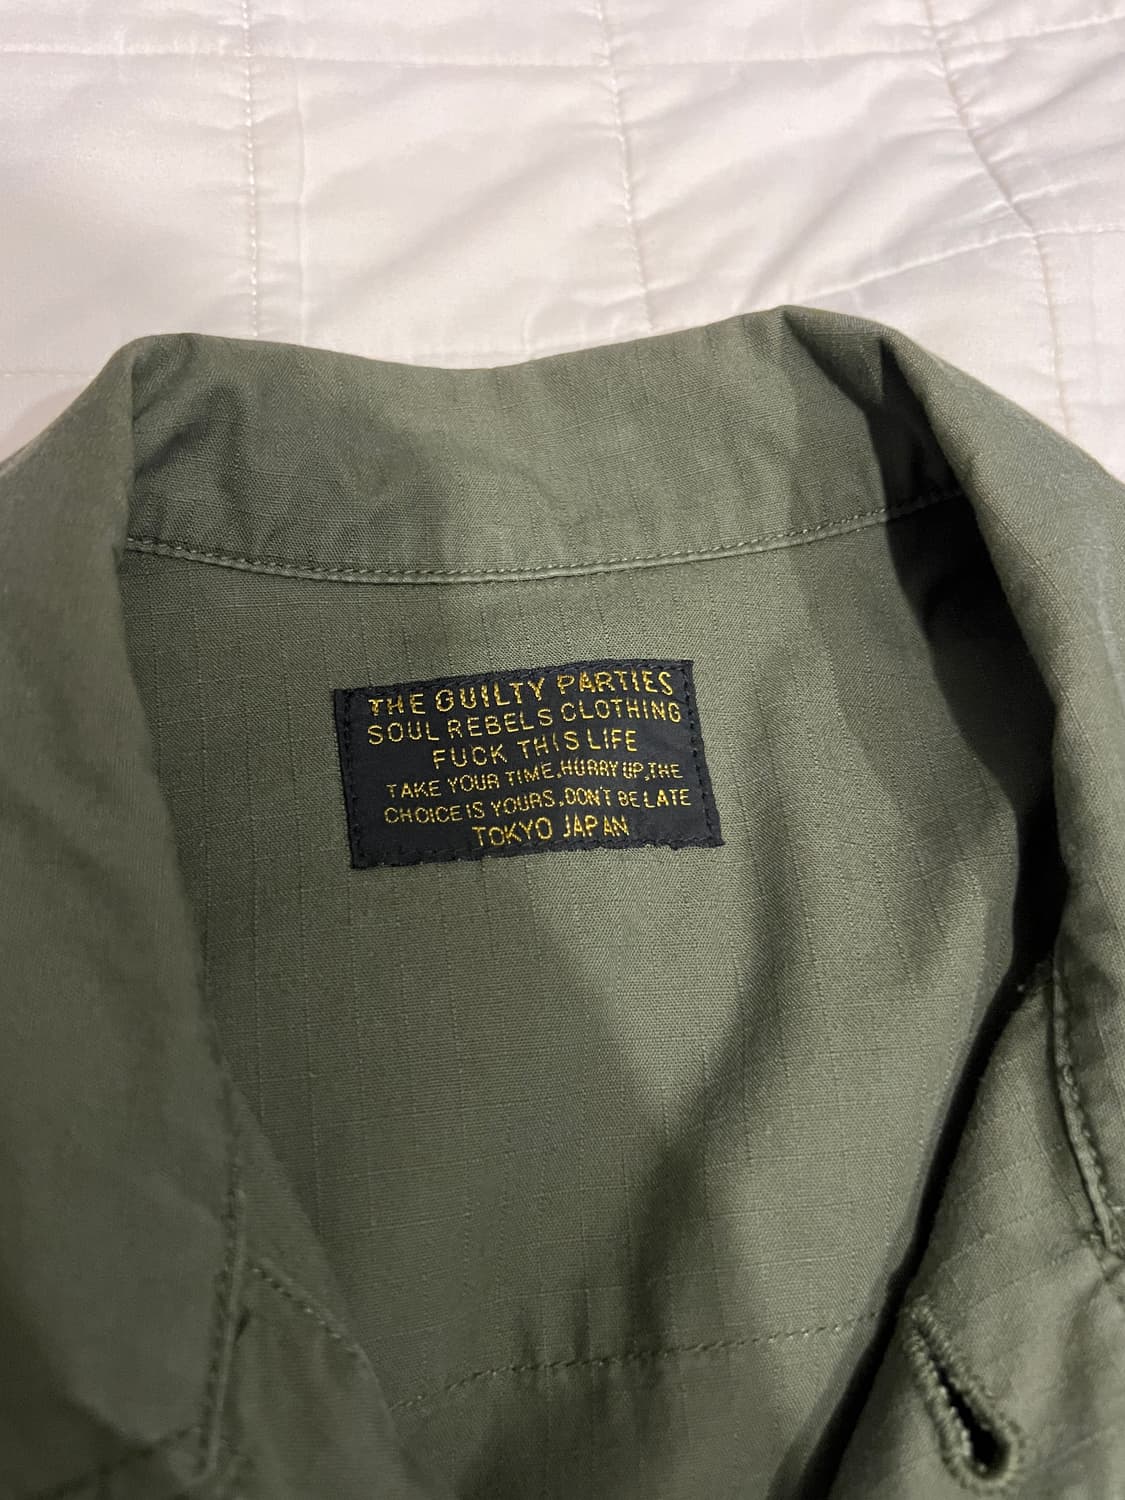 THE GUILTY PARTIES
SOUL REBELS CLOTHING
FUCK THIS LIFE
TAKE YOUR TIME,HURRY UP,THE
CHOICE IS YOURS,DON'T BE LATE
TOKYO JAPAN